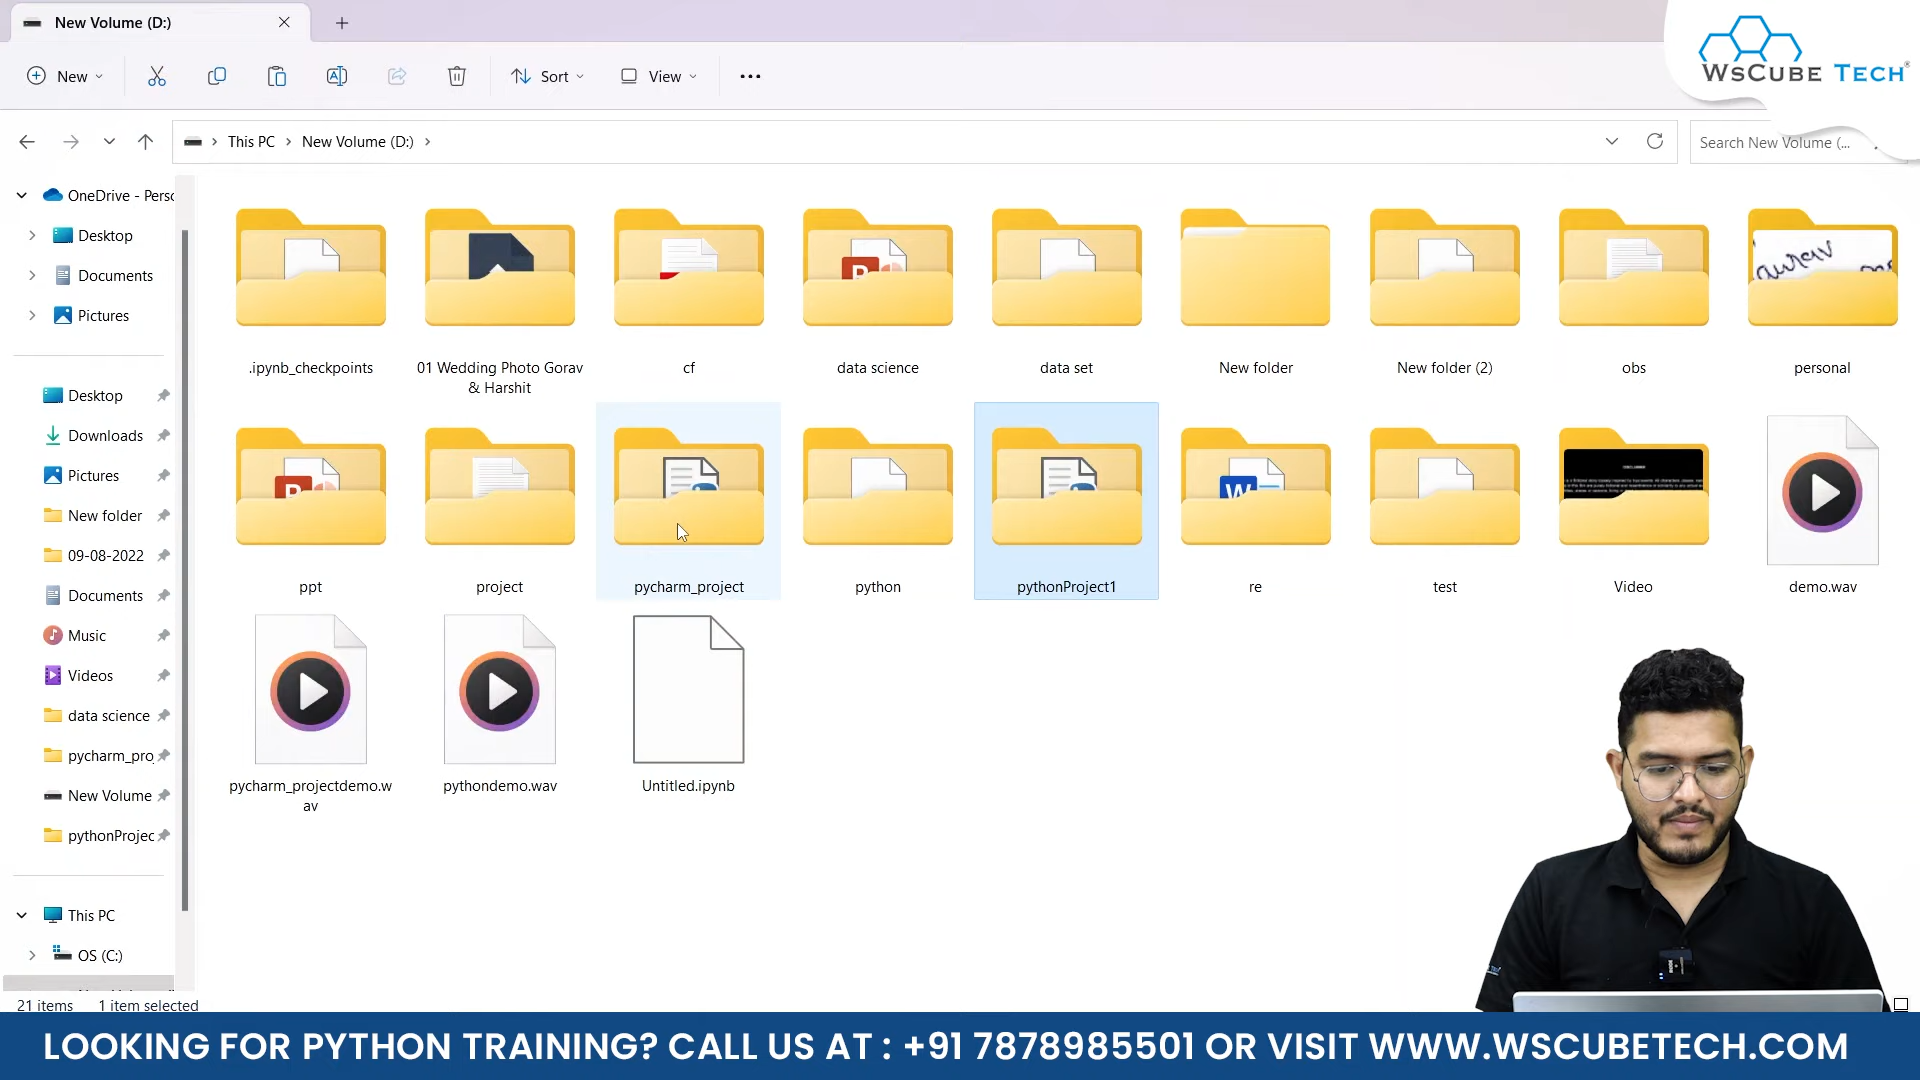 New Volume (D:)
New
Sort
View
WsCube Tech®
This PC
New Volume (D:)
Search New Volume (...
OneDrive - Perso
Desktop
Documents
Pictures
Desktop
Downloads
Pictures
New folder
09-08-2022
Documents
Music
Videos
data science
pycharm_pro
New Volume
pythonProjec
This PC
OS (C:)
.ipynb_checkpoints
01 Wedding Photo Gorav
& Harshit
cf
data science
data set
New folder
New folder (2)
obs
personal
ppt
project
pycharm_project
python
pythonProject1
re
test
Video
demo.wav
pycharm_projectdemo.w
av
pythondemo.wav
Untitled.ipynb
21 items
1 item selected
LOOKING FOR PYTHON TRAINING? CALL US AT : +91 7878985501 OR VISIT WWW.WSCUBETECH.COM